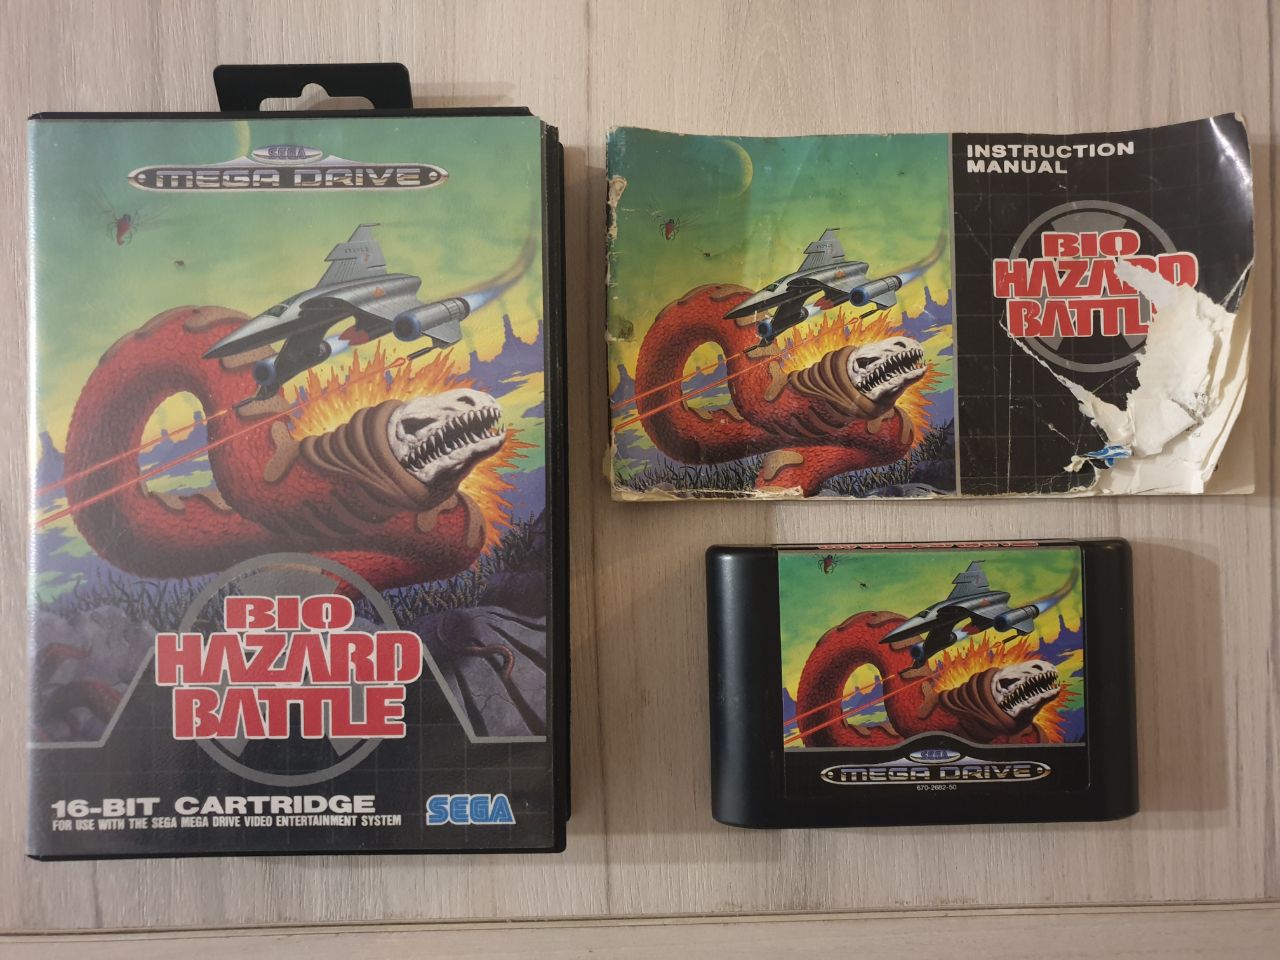 SEGA
MEGA DRIVE
BIO
HAZARD
BATTLE
16-BIT CARTRIDGE
FOR USE WITH THE SEGA MEGA DRIVE VIDEO ENTERTAINMENT SYSTEM
SEGA
INSTRUCTION
MANUAL
BIO
HAZARD
BATTLE
SEGA
MEGA DRIVE
670-2682-50